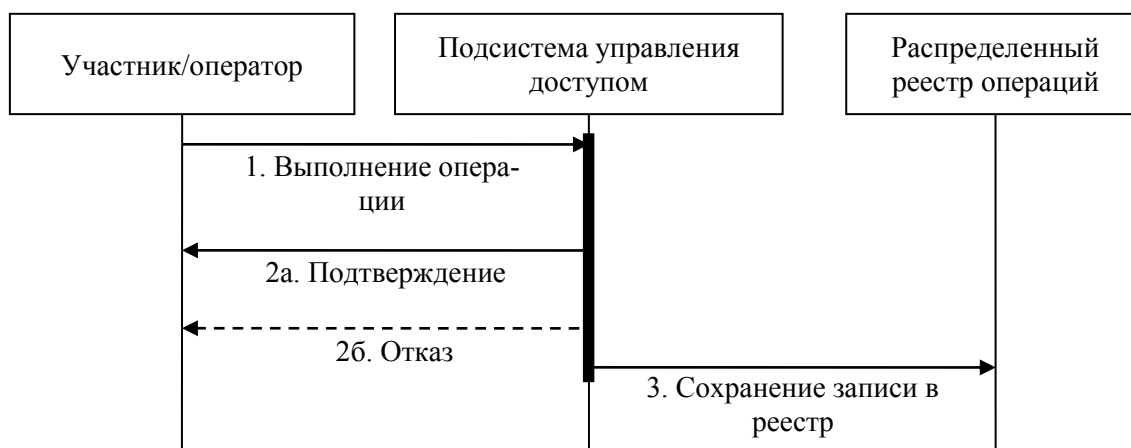 Участник/оператор
Подсистема управления
доступом
Распределенный
реестр операций
1. Выполнение опера-
ции
2а. Подтверждение
2б. Отказ
3. Сохранение записи в
реестр